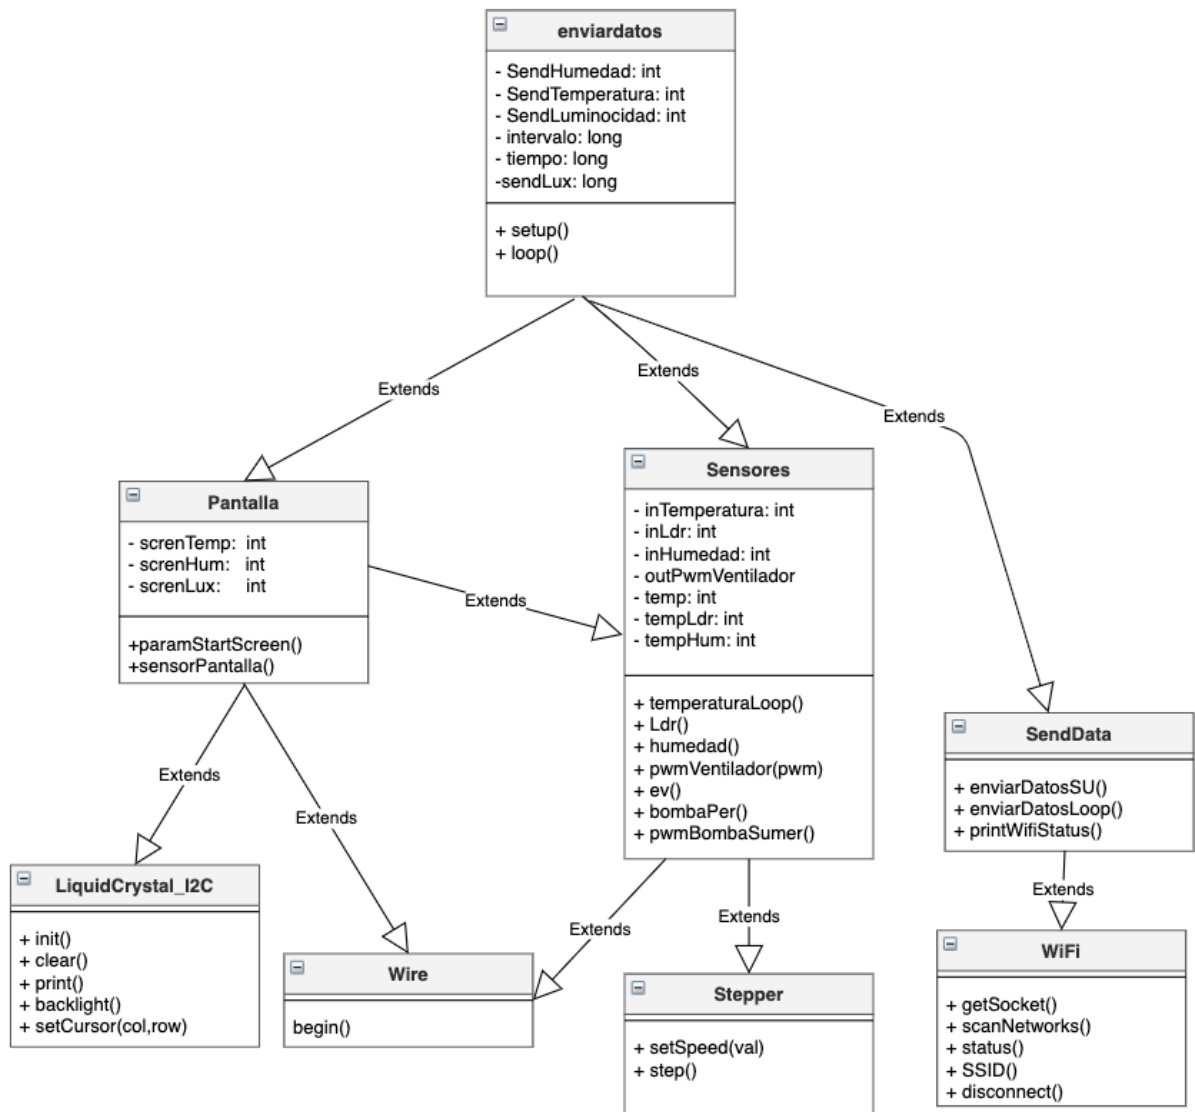 enviardatos
- SendHumedad: int
- SendTemperatura: int
- SendLuminocidad: int
- intervalo: long
- tiempo: long
-sendLux: long
+ setup()
+ loop()
Extends
Extends
Extends
Pantalla
- screnTemp: int
- screnHum: int
- screnLux: int
+paramStartScreen()
+sensorPantalla()
Extends
Sensores
- inTemperatura: int
- inLdr: int
- inHumedad: int
- outPwmVentilador
- temp: int
- tempLdr: int
- tempHum: int
+ temperaturaLoop()
+ Ldr()
+ humedad()
+ pwmVentilador(pwm)
+ ev()
+ bombaPer()
+ pwmBombaSumer()
SendData
+ enviarDatosSU()
+ enviarDatosLoop()
+ printWifiStatus()
Extends
Extends
Extends
Extends
Extends
LiquidCrystal_I2C
+ init()
+ clear()
+ print()
+ backlight()
+ setCursor(col,row)
Wire
begin()
Stepper
+ setSpeed(val)
+ step()
WiFi
+ getSocket()
+ scanNetworks()
+ status()
+ SSID()
+ disconnect()